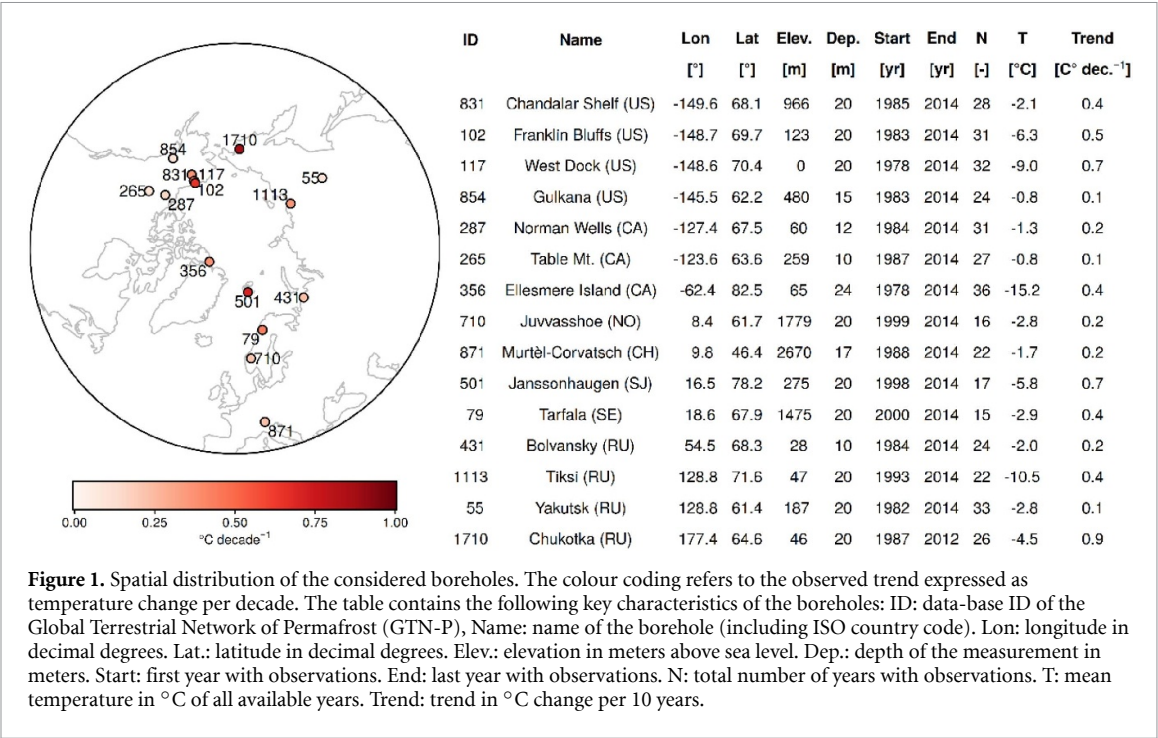 1710
854
831 117
102
265
287
55
1113
356
501
431
79
710
871
0.00 0.25 0.50 0.75 1.00
°C decade⁻¹
ID Name Lon Lat Elev. Dep. Start End N T Trend
[°] [°] [m] [m] [yr] [yr] [-] [°C] [C° dec.⁻¹]
831 Chandalar Shelf (US) -149.6 68.1 966 20 1985 2014 28 -2.1 0.4
102 Franklin Bluffs (US) -148.7 69.7 123 20 1983 2014 31 -6.3 0.5
117 West Dock (US) -148.6 70.4 0 20 1978 2014 32 -9.0 0.7
854 Gulkana (US) -145.5 62.2 480 15 1983 2014 24 -0.8 0.1
287 Norman Wells (CA) -127.4 67.5 60 12 1984 2014 31 -1.3 0.2
265 Table Mt. (CA) -123.6 63.6 259 10 1987 2014 27 -0.8 0.1
356 Ellesmere Island (CA) -62.4 82.5 65 24 1978 2014 36 -15.2 0.4
710 Juvvasshoe (NO) 8.4 61.7 1779 20 1999 2014 16 -2.8 0.2
871 Murtèl-Corvatsch (CH) 9.8 46.4 2670 17 1988 2014 22 -1.7 0.2
501 Janssonhaugen (SJ) 16.5 78.2 275 20 1998 2014 17 -5.8 0.7
79 Tarfala (SE) 18.6 67.9 1475 20 2000 2014 15 -2.9 0.4
431 Bolvansky (RU) 54.5 68.3 28 10 1984 2014 24 -2.0 0.2
1113 Tiksi (RU) 128.8 71.6 47 20 1993 2014 22 -10.5 0.4
55 Yakutsk (RU) 128.8 61.4 187 20 1982 2014 33 -2.8 0.1
1710 Chukotka (RU) 177.4 64.6 46 20 1987 2012 26 -4.5 0.9
Figure 1. Spatial distribution of the considered boreholes. The colour coding refers to the observed trend expressed as
temperature change per decade. The table contains the following key characteristics of the boreholes: ID: data-base ID of the
Global Terrestrial Network of Permafrost (GTN-P), Name: name of the borehole (including ISO country code). Lon: longitude in
decimal degrees. Lat.: latitude in decimal degrees. Elev.: elevation in meters above sea level. Dep.: depth of the measurement in
meters. Start: first year with observations. End: last year with observations. N: total number of years with observations. T: mean
temperature in °C of all available years. Trend: trend in °C change per 10 years.